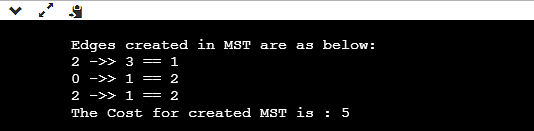 Edges created in MST are as below:
2 ->> 3 == 1
0 ->> 1 == 2
2 ->> 1 == 2
The Cost for created MST is : 5